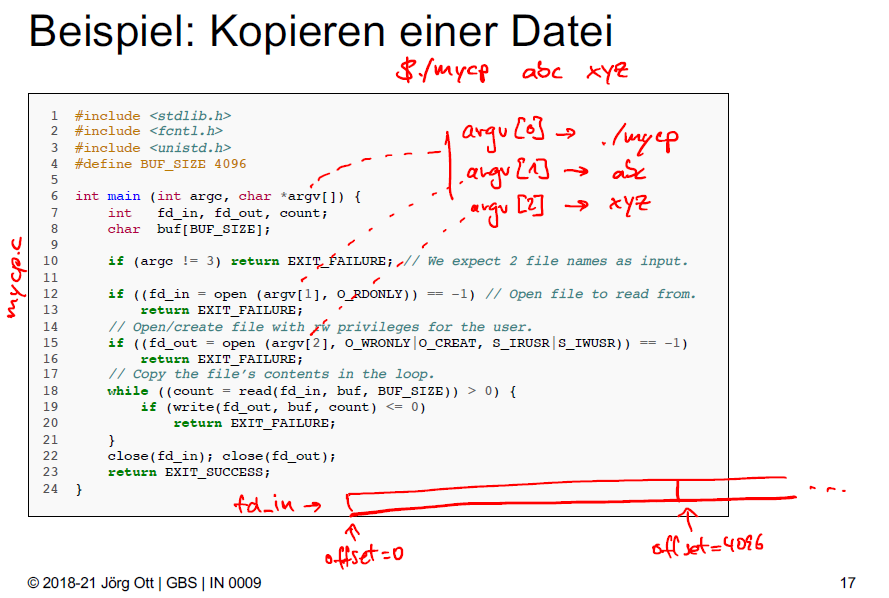 Beispiel: Kopieren einer Datei
$./mycp abc xyz
1 #include <stdlib.h>
2 #include <fcntl.h>
3 #include <unistd.h>
4 #define BUF_SIZE 4096
5
6 int main (int argc, char *argv[]) {
7 int fd_in, fd_out, count;
8 char buf[BUF_SIZE];
9
10 if (argc != 3) return EXIT_FAILURE; // We expect 2 file names as input.
11
12 if ((fd_in = open (argv[1], O_RDONLY)) == -1) // Open file to read from.
13 return EXIT_FAILURE;
14 // Open/create file with rw privileges for the user.
15 if ((fd_out = open (argv[2], O_WRONLY|O_CREAT, S_IRUSR|S_IWUSR)) == -1)
16 return EXIT_FAILURE;
17 // Copy the file's contents in the loop.
18 while ((count = read(fd_in, buf, BUF_SIZE)) > 0) {
19 if (write(fd_out, buf, count) <= 0)
20 return EXIT_FAILURE;
21 }
22 close(fd_in); close(fd_out);
23 return EXIT_SUCCESS;
24 }
argv[0] → ./mycp
argv[1] → abc
argv[2] → xyz
mycp.c
fd_in → ...
offset=0 offset=4096
© 2018-21 Jörg Ott | GBS | IN 0009 17